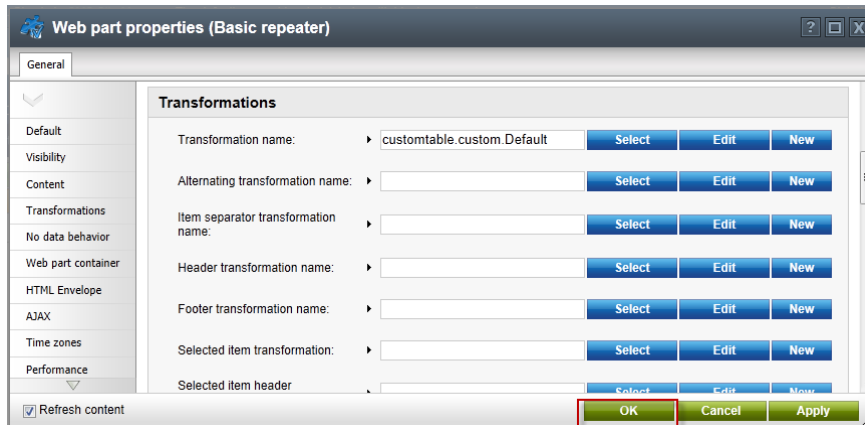 Web part properties (Basic repeater)
? X
General
Default
Visibility
Content
Transformations
No data behavior
Web part container
HTML Envelope
AJAX
Time zones
Performance
Transformations
Transformation name: customtable.custom.Default Select Edit New
Alternating transformation name: Select Edit New
Item separator transformation
name: Select Edit New
Header transformation name: Select Edit New
Footer transformation name: Select Edit New
Selected item transformation: Select Edit New
Selected item header Select Edit New
Refresh content
OK Cancel Apply